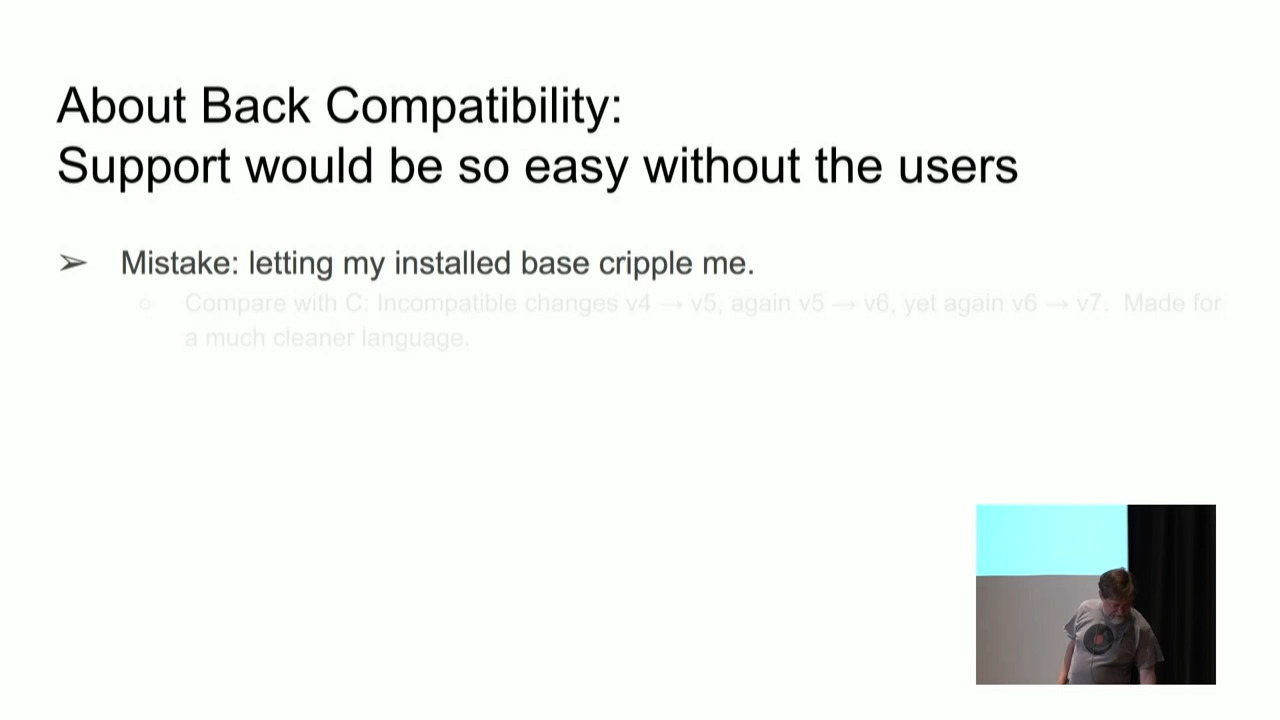 About Back Compatibility:
Support would be so easy without the users
➢ Mistake: letting my installed base cripple me.
○ Compare with C: Incompatible changes v4 → v5, again v5 → v6, yet again v6 → v7. Made for
a much cleaner language.